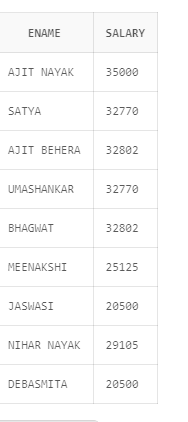 ENAME SALARY
AJIT NAYAK 35000
SATYA 32770
AJIT BEHERA 32802
UMASHANKAR 32770
BHAGWAT 32802
MEENAKSHI 25125
JASWASI 20500
NIHAR NAYAK 29105
DEBASMITA 20500